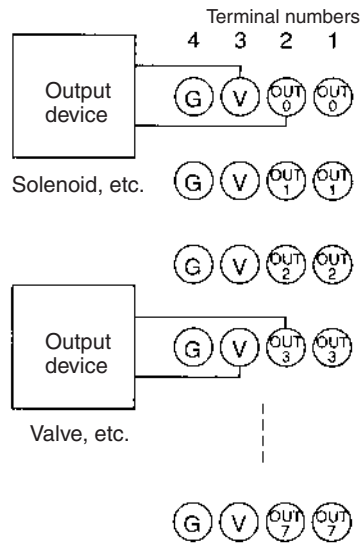 Terminal numbers
4 3 2 1
Output
device
G V OUT 0 OUT 0
Solenoid, etc.
G V OUT 1 OUT 1
G V OUT 2 OUT 2
Output
device
G V OUT 3 OUT 3
Valve, etc.
G V OUT 7 OUT 7